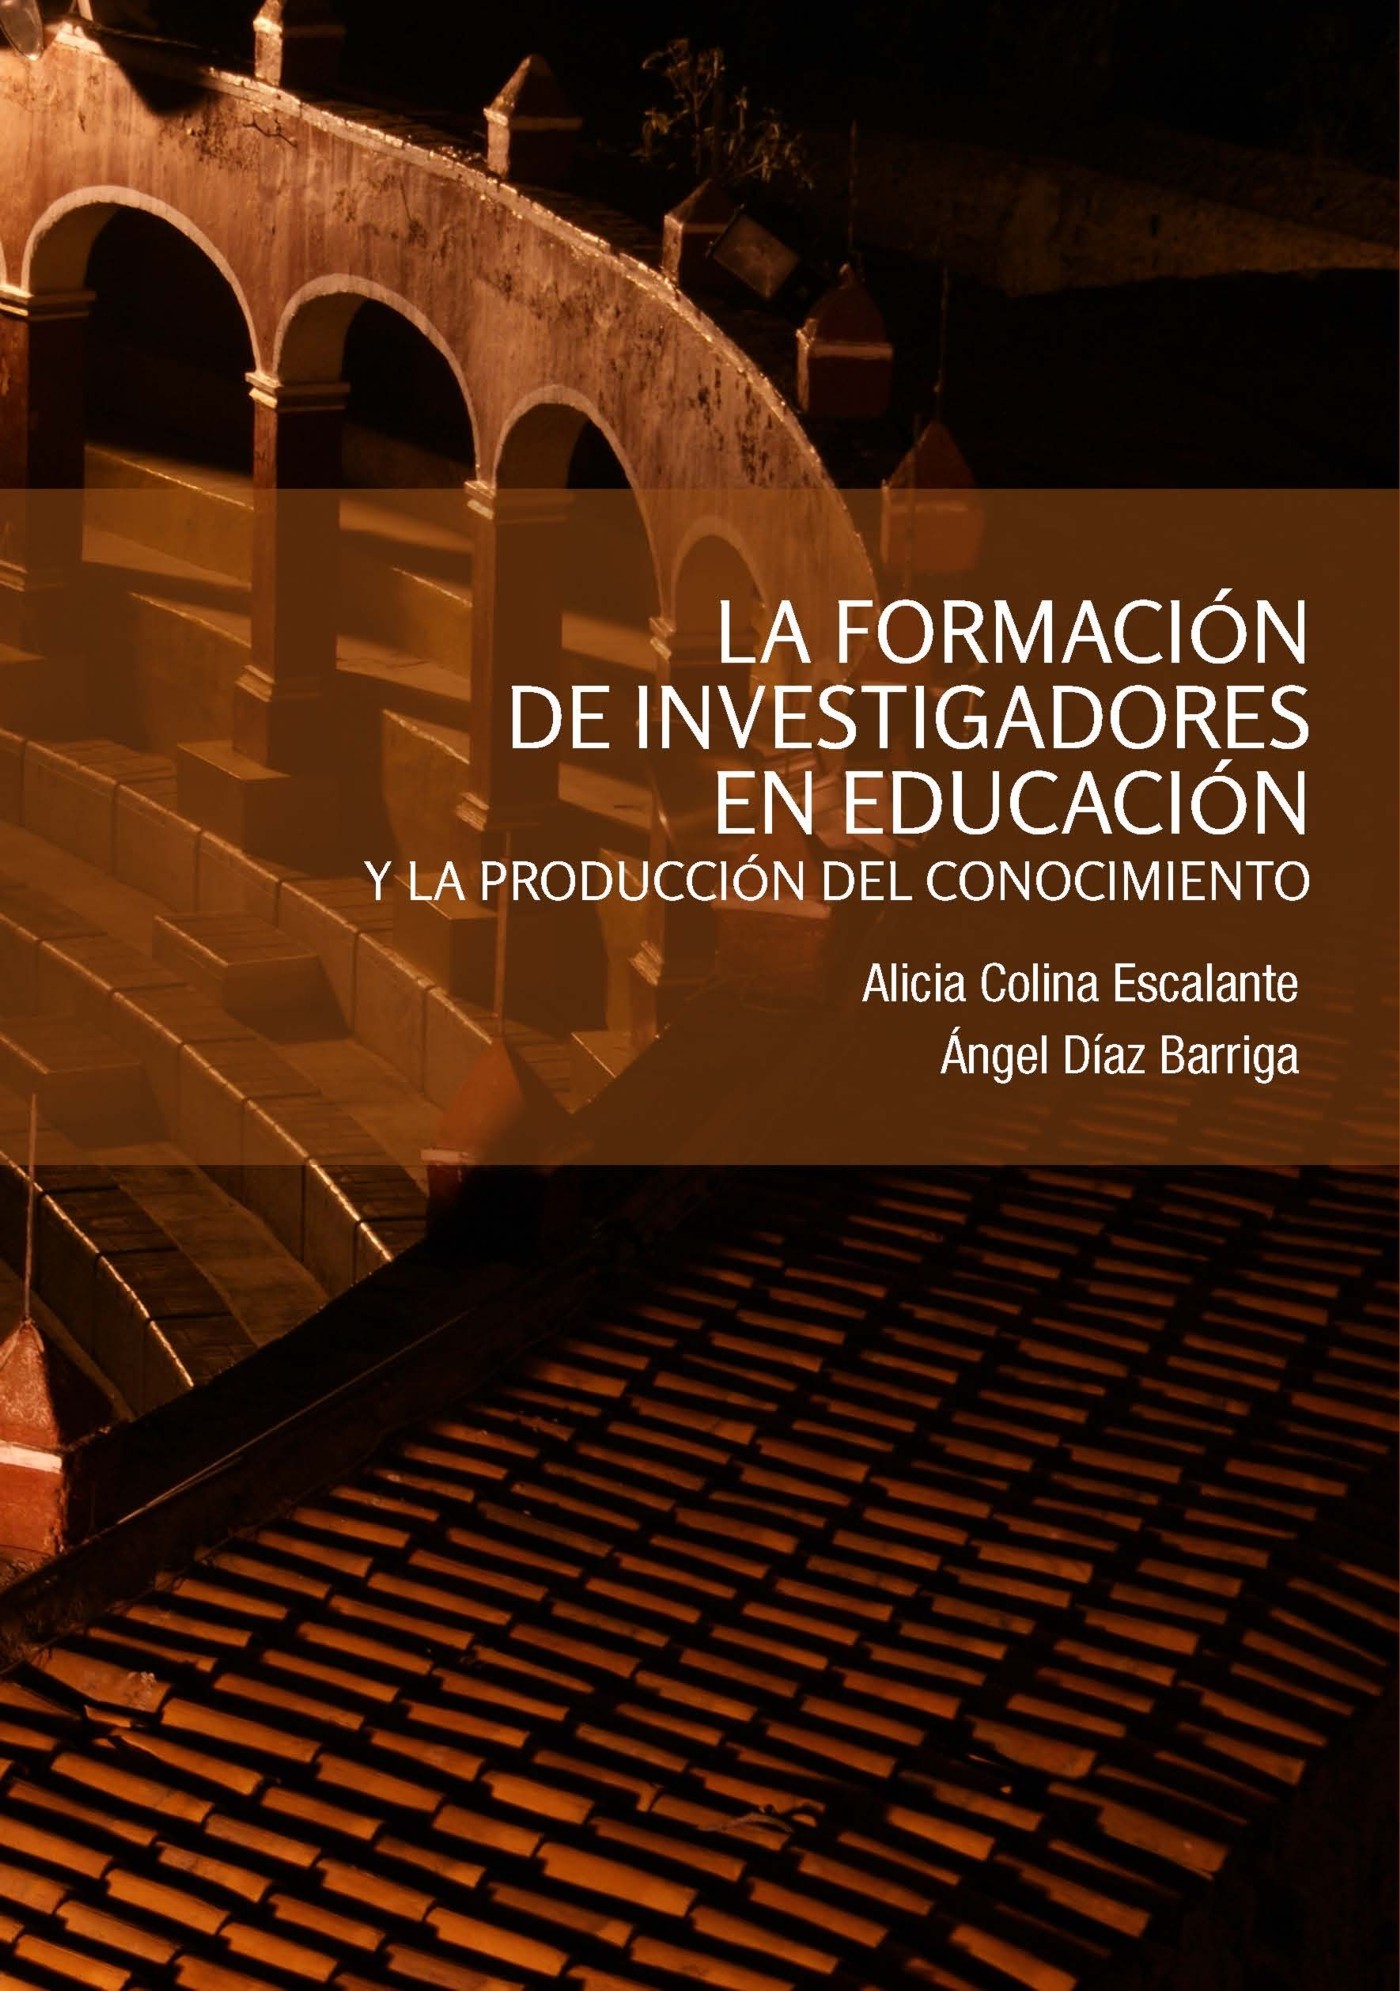 LA FORMACIÓN
DE INVESTIGADORES
EN EDUCACIÓN
Y LA PRODUCCIÓN DEL CONOCIMIENTO
Alicia Colina Escalante
Ángel Díaz Barriga